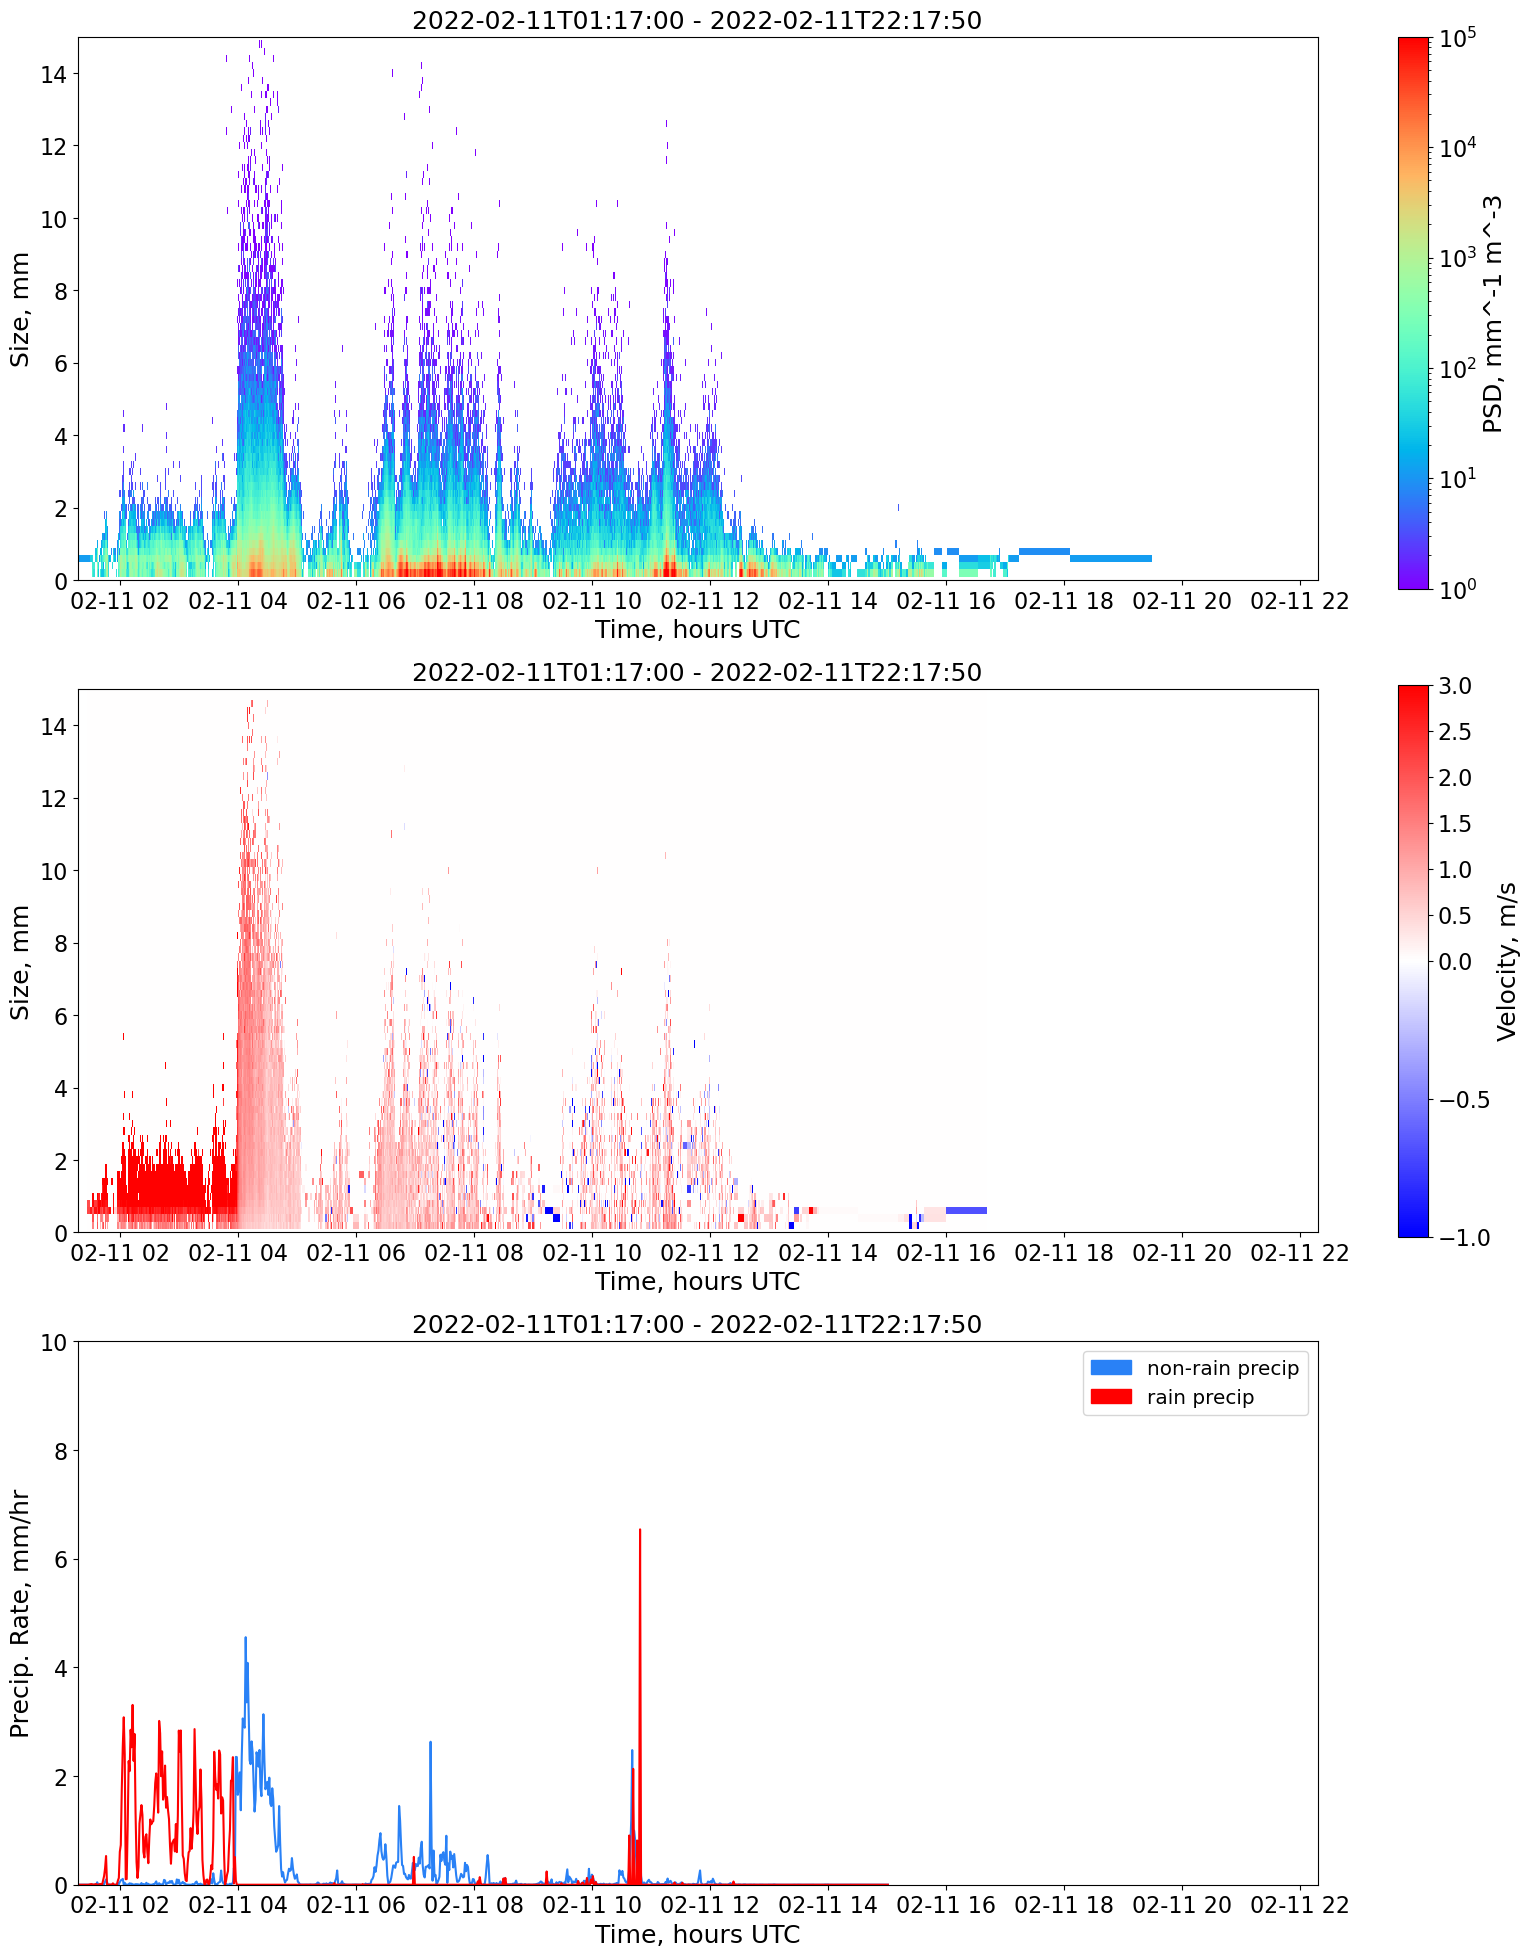 2022-02-11T01:17:00 - 2022-02-11T22:17:50
Size, mm
14
12
10
8
6
4
2
0
02-11 02 02-11 04 02-11 06 02-11 08 02-11 10 02-11 12 02-11 14 02-11 16 02-11 18 02-11 20 02-11 22
Time, hours UTC
10^5
10^4
10^3
10^2
10^1
10^0
PSD, mm^-1 m^-3
2022-02-11T01:17:00 - 2022-02-11T22:17:50
Size, mm
14
12
10
8
6
4
2
0
02-11 02 02-11 04 02-11 06 02-11 08 02-11 10 02-11 12 02-11 14 02-11 16 02-11 18 02-11 20 02-11 22
Time, hours UTC
3.0
2.5
2.0
1.5
1.0
0.5
0.0
−0.5
−1.0
Velocity, m/s
2022-02-11T01:17:00 - 2022-02-11T22:17:50
Precip. Rate, mm/hr
10
8
6
4
2
0
non-rain precip
rain precip
02-11 02 02-11 04 02-11 06 02-11 08 02-11 10 02-11 12 02-11 14 02-11 16 02-11 18 02-11 20 02-11 22
Time, hours UTC